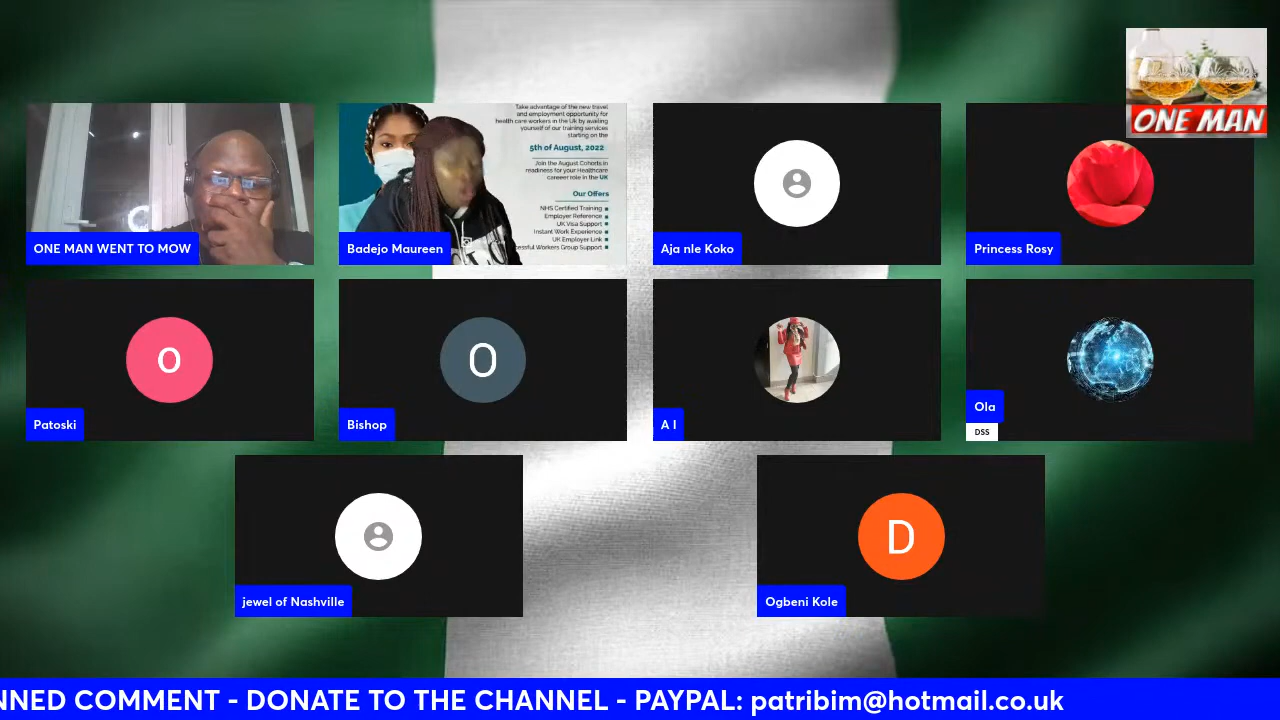 ONE MAN
Take advantage of the new travel
and employment opportunity for
health care workers in the UK by availing
yourself of our training services
starting on the
5th of August, 2022
Join the August Cohorts in
readiness for your Healthcare
careeer role in the UK
Our Offers
NHS Certified Training
Employer Reference
UK Visa Support
Instant Work Experience
UK Employer Link
Workers Group Support
ONE MAN WENT TO MOW
Badejo Maureen
Aja nle Koko
Princess Rosy
O
O
Patoski
Bishop
A I
Ola
DSS
D
jewel of Nashville
Ogbeni Kole
COMMENT - DONATE TO THE CHANNEL - PAYPAL: patribim@hotmail.co.uk